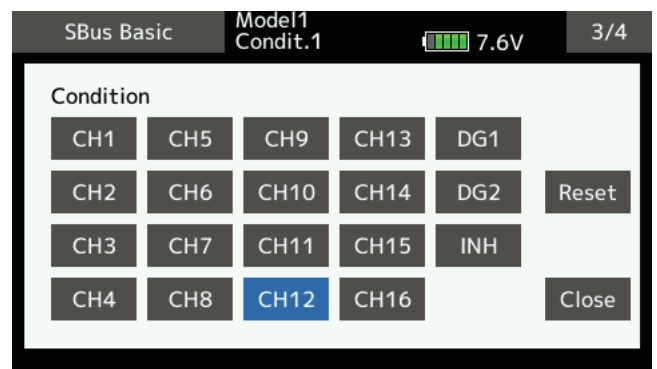 SBus Basic
Model1
Condit.1
7.6V
3/4
Condition
CH1 CH5 CH9 CH13 DG1
CH2 CH6 CH10 CH14 DG2 Reset
CH3 CH7 CH11 CH15 INH
CH4 CH8 CH12 CH16 Close